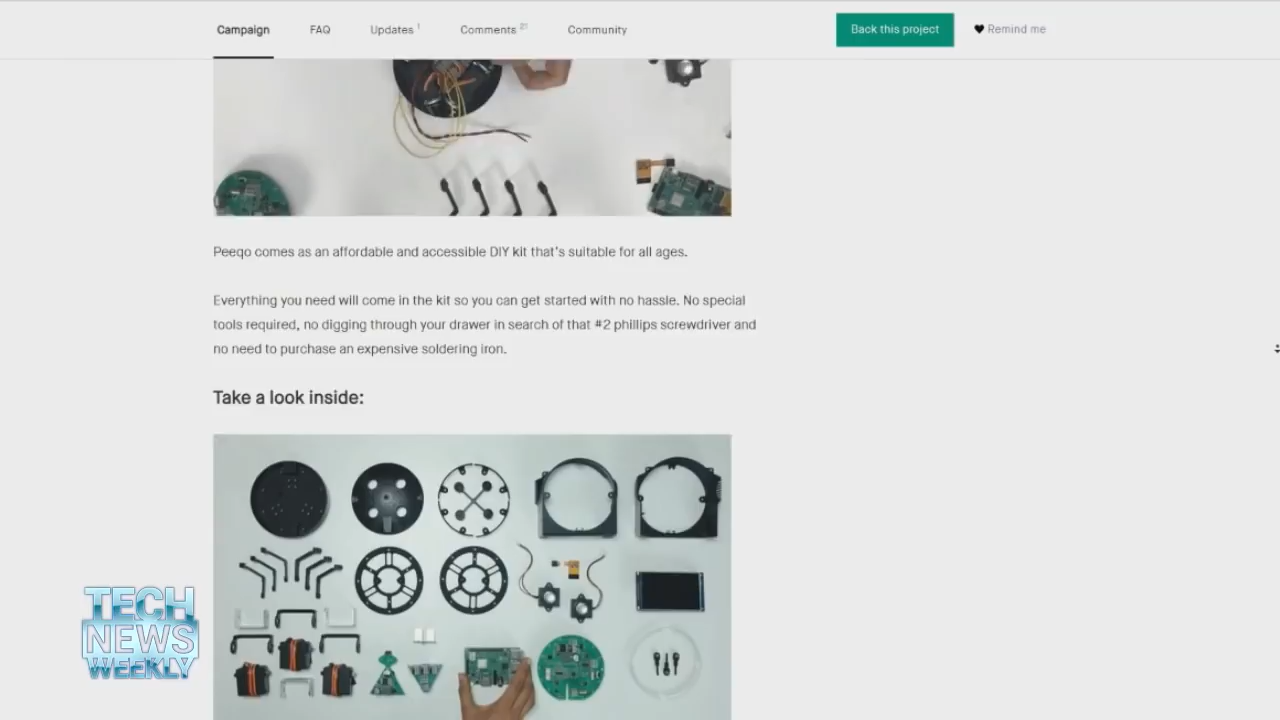 Campaign
FAQ
Updates 1
Comments 21
Community
Back this project
Remind me
Peeqo comes as an affordable and accessible DIY kit that's suitable for all ages.
Everything you need will come in the kit so you can get started with no hassle. No special
tools required, no digging through your drawer in search of that #2 phillips screwdriver and
no need to purchase an expensive soldering iron.
Take a look inside:
TECH
NEWS
WEEKLY